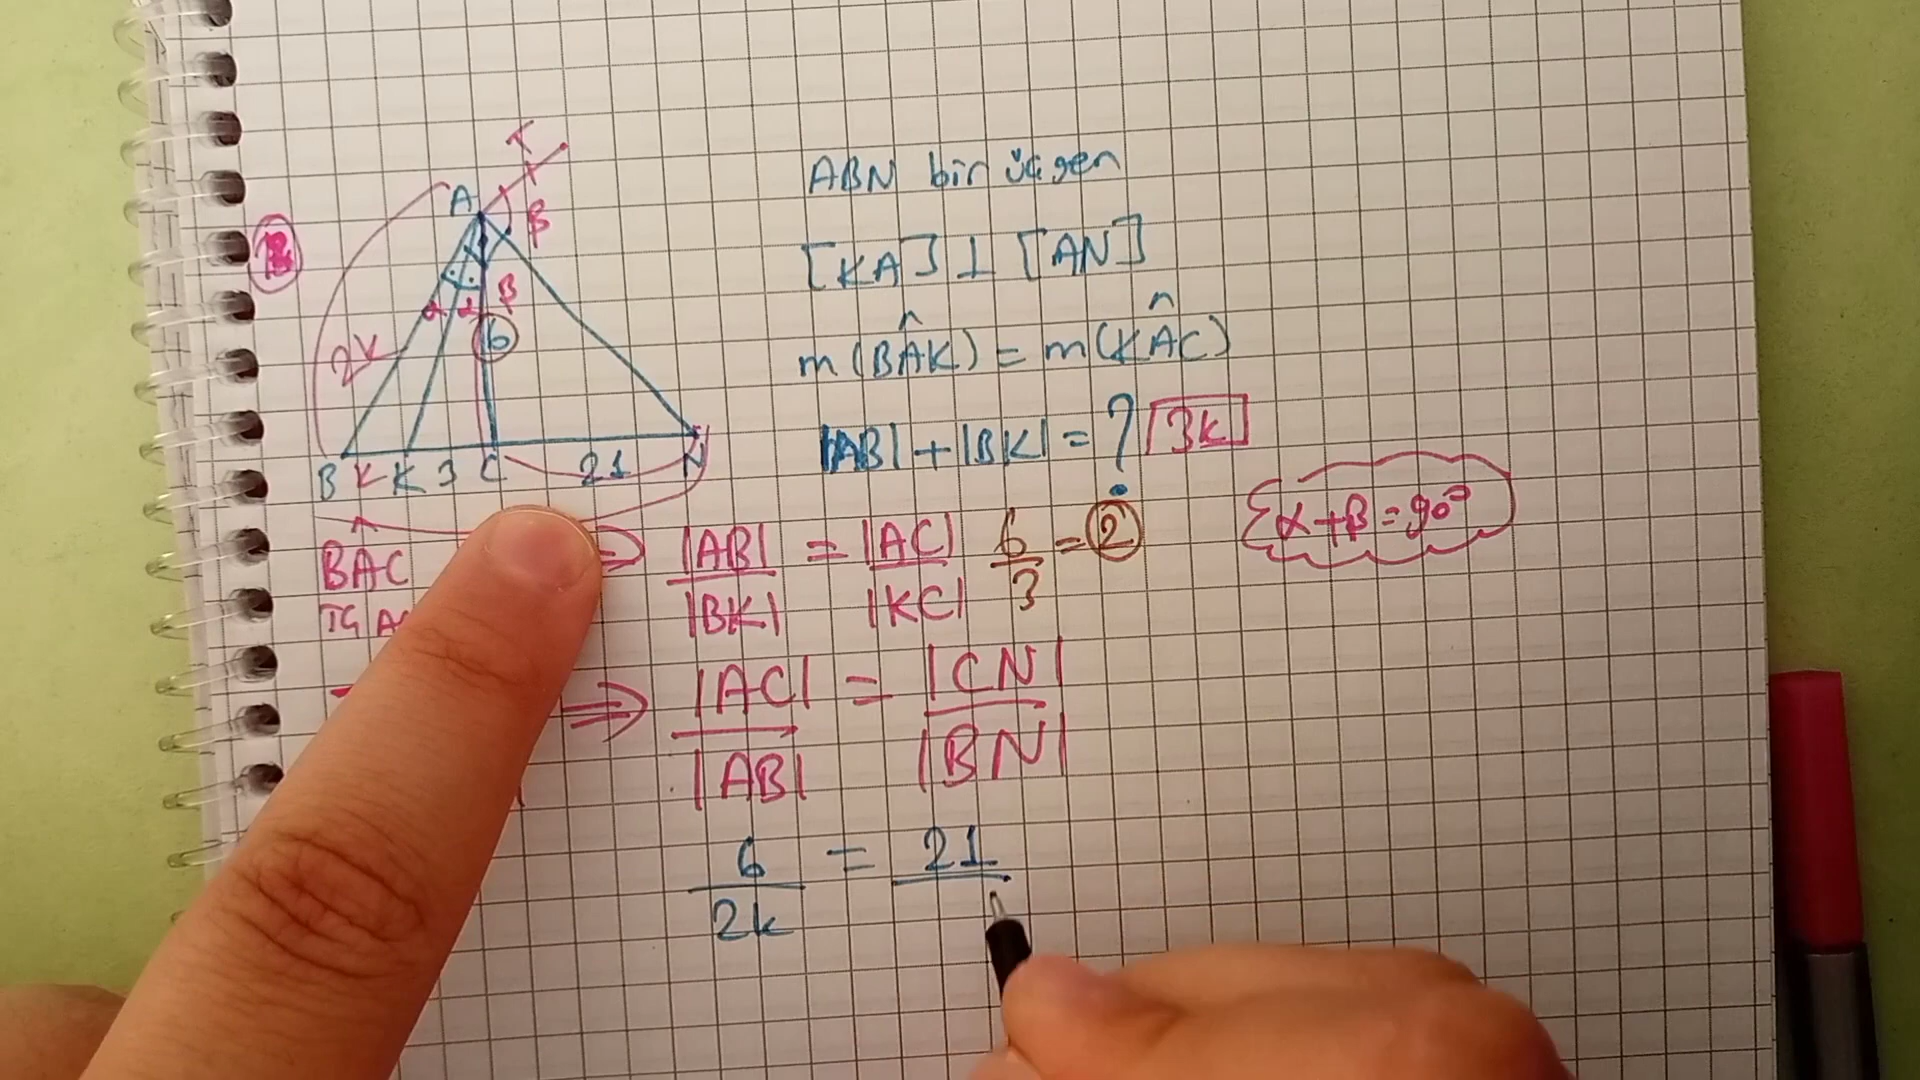 ABN bir üçgen
[KA] ⊥ [AN]
m(BÂK) = m(KÂC)
|AB| + |BK| = ? 3k
α + β = 90°
T
A
β
α α β
2k
6
B k K 3 C 21 N
BAC ⇒ |AB| / |BK| = |AC| / |KC| 6/3 = 2
⇒ |AC| / |AB| = |CN| / |BN|
6 / 2k = 21